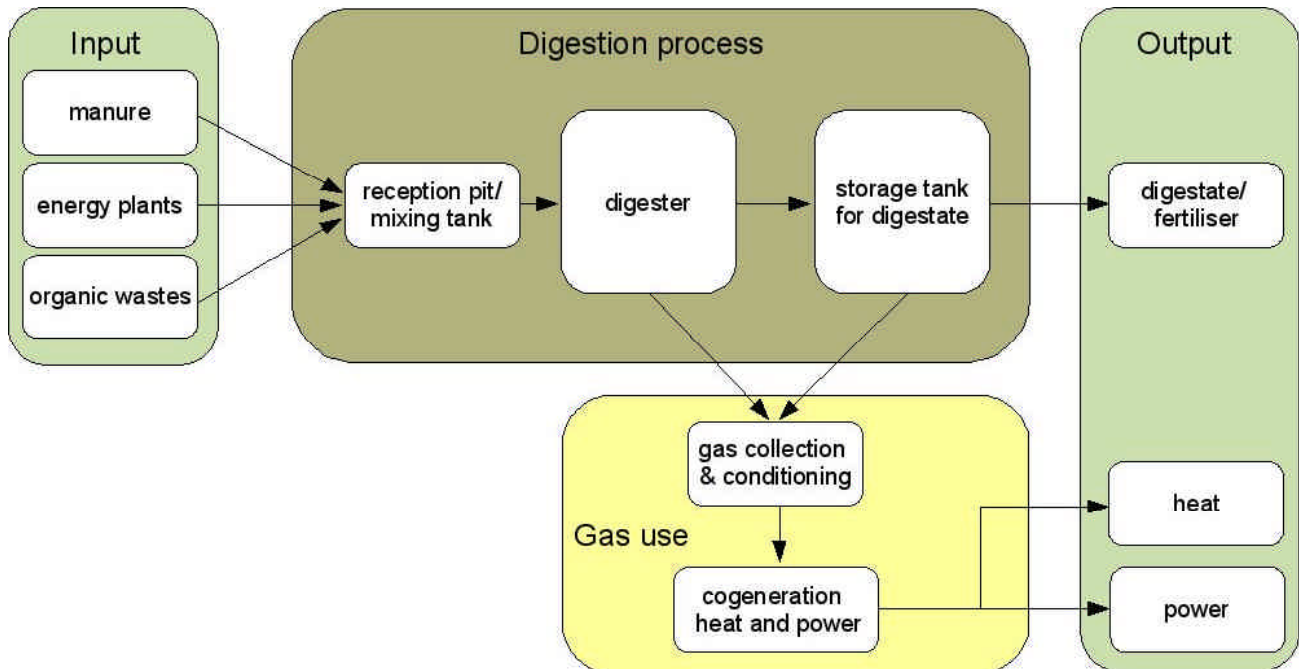 Input
manure
energy plants
organic wastes
Digestion process
reception pit/
mixing tank
digester
storage tank
for digestate
Gas use
gas collection
& conditioning
cogeneration
heat and power
Output
digestate/
fertiliser
heat
power